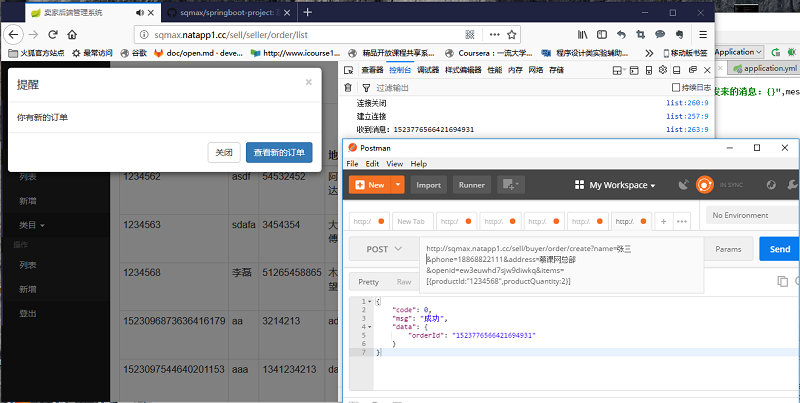 卖家后端管理系统
sqmax/springboot-project:
sqmax.natapp1.cc/sell/seller/order/list
火狐官方站点 最常访问 谷歌 doc/open.md - deve... http://www.icourse1... 精品开放课程共享系... Coursera:一流大学... 程序设计类实验辅助... 移动版书签
Application
application.yml
发来的消息: {}",mes
提醒
×
你有新的订单
关闭 查看新的订单
查看器 控制台 调试器 样式编辑器 性能 内存 网络 存储
过滤输出 持续日志
连接关闭 list:260:9
建立连接 list:257:9
收到消息: 1523776566421694931 list:263:9
列表
新增
类目
操作
列表
新增
登出
1234562 asdf 54532452
1234563 sdafa 3454354
1234568 李磊 51265458865
1523096873636416179 aa 3214213 ad
1523097544640201153 aaa 1341234213 da
Postman
File Edit View Help
New Import Runner My Workspace IN SYNC
http:/. New Tab http:/. http:/. http:/. http:/. http:/. + ••• No Environment
POST Params Send
http://sqmax.natapp1.cc/sell/buyer/order/create?name=张三
&phone=18868822111&address=慕课网总部
&openid=ew3euwhd7sjw9diwkq&items=
[{productId:"1234568",productQuantity:2}]
Pretty Raw
1 {
2 "code": 0,
3 "msg": "成功",
4 "data": {
5 "orderId": "1523776566421694931"
6 }
7 }